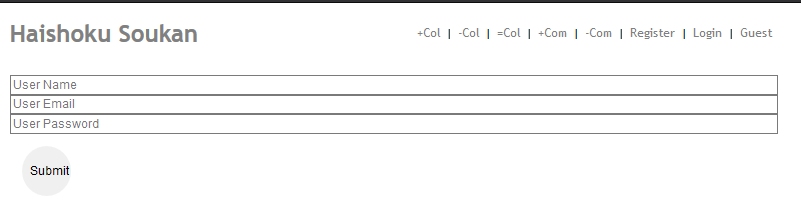 Haishoku Soukan
+Col | -Col | =Col | +Com | -Com | Register | Login | Guest
User Name
User Email
User Password
Submit